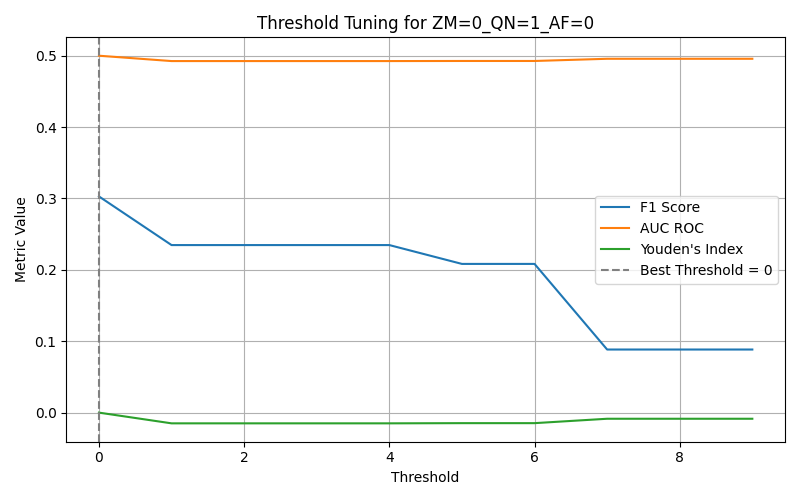 Threshold Tuning for ZM=0_QN=1_AF=0
Metric Value
0.5
0.4
0.3
0.2
0.1
0.0
F1 Score
AUC ROC
Youden's Index
Best Threshold = 0
0 2 4 6 8
Threshold